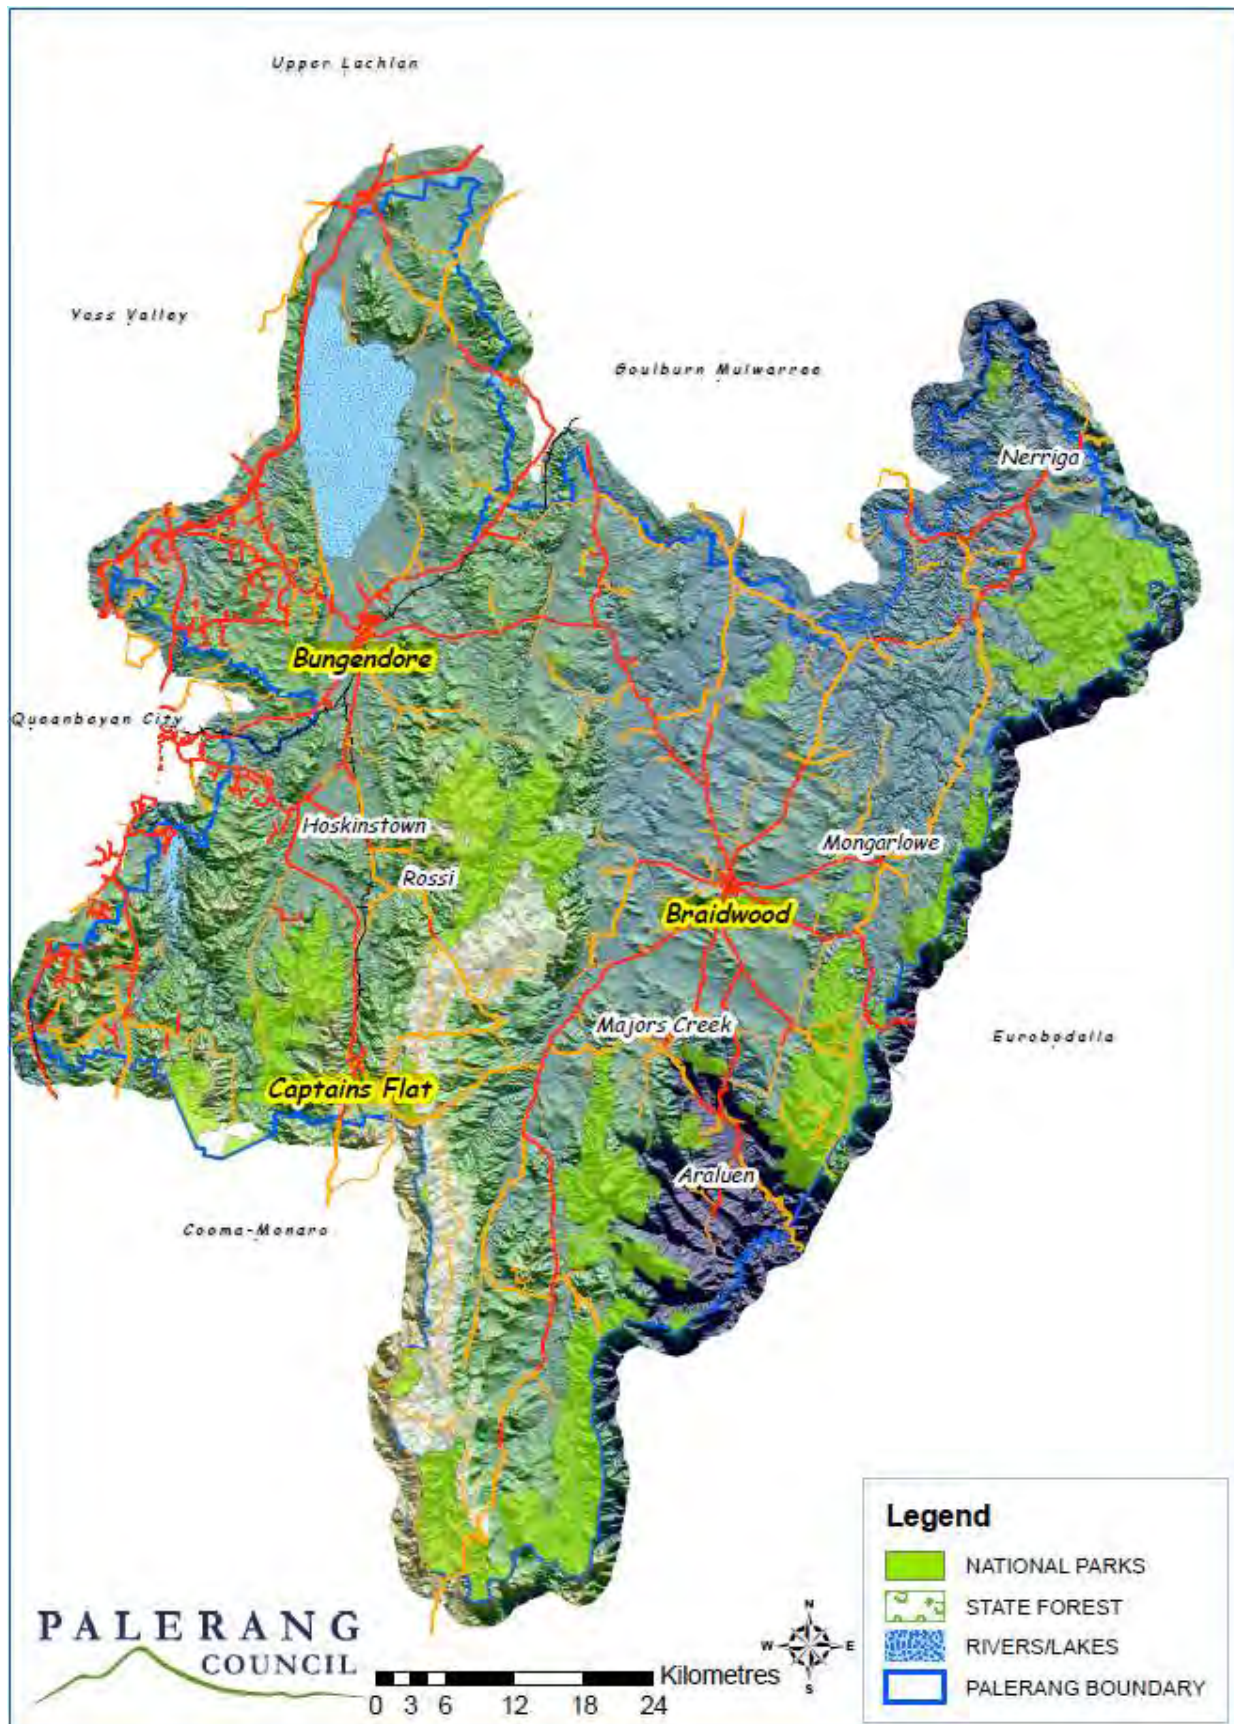 Upper Lachlan
Yass Valley
Goulburn Mulwarree
Nerriga
Bungendore
Queanbeyan City
Hoskinstown
Mongarlowe
Rossi
Braidwood
Majors Creek
Eurobodalla
Captains Flat
Araluen
Cooma-Monaro
Legend
NATIONAL PARKS
STATE FOREST
RIVERS/LAKES
PALERANG BOUNDARY
PALERANG
COUNCIL
N
W E
S
Kilometres
0 3 6 12 18 24